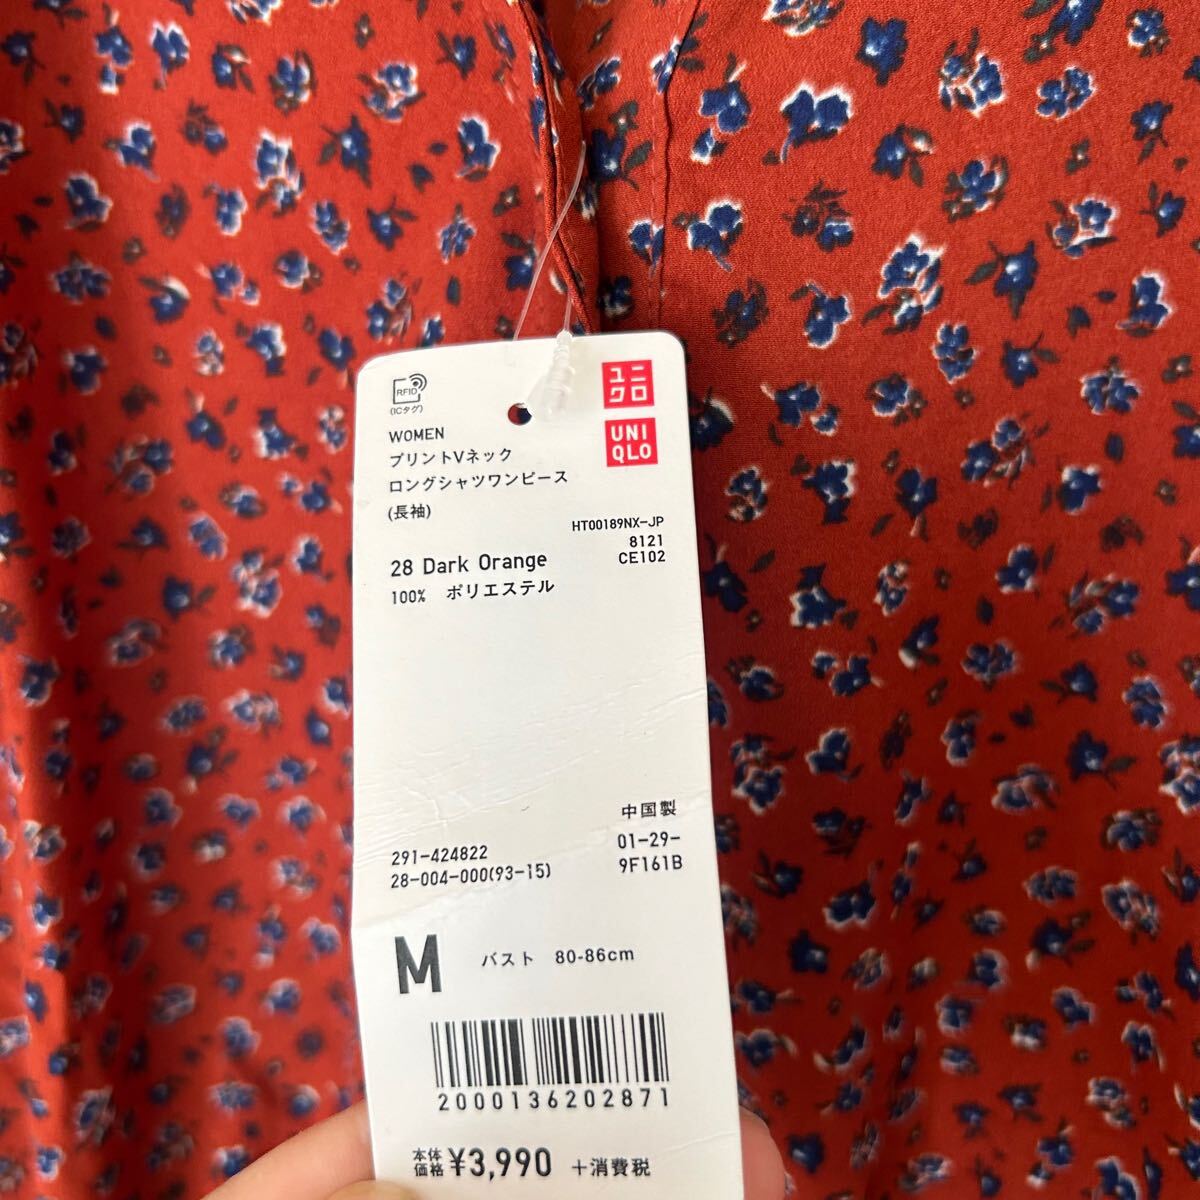 RFID
(ICタグ)
ユニ
クロ
UNI
QLO
WOMEN
プリントVネック
ロングシャツワンピース
(長袖)
HT00189NX-JP
8121
CE102
28 Dark Orange
100% ポリエステル
中国製
291-424822
01-29-
28-004-000(93-15)
9F161B
M バスト 80-86cm
2000136202871
本体
価格 ¥3,990 +消費税